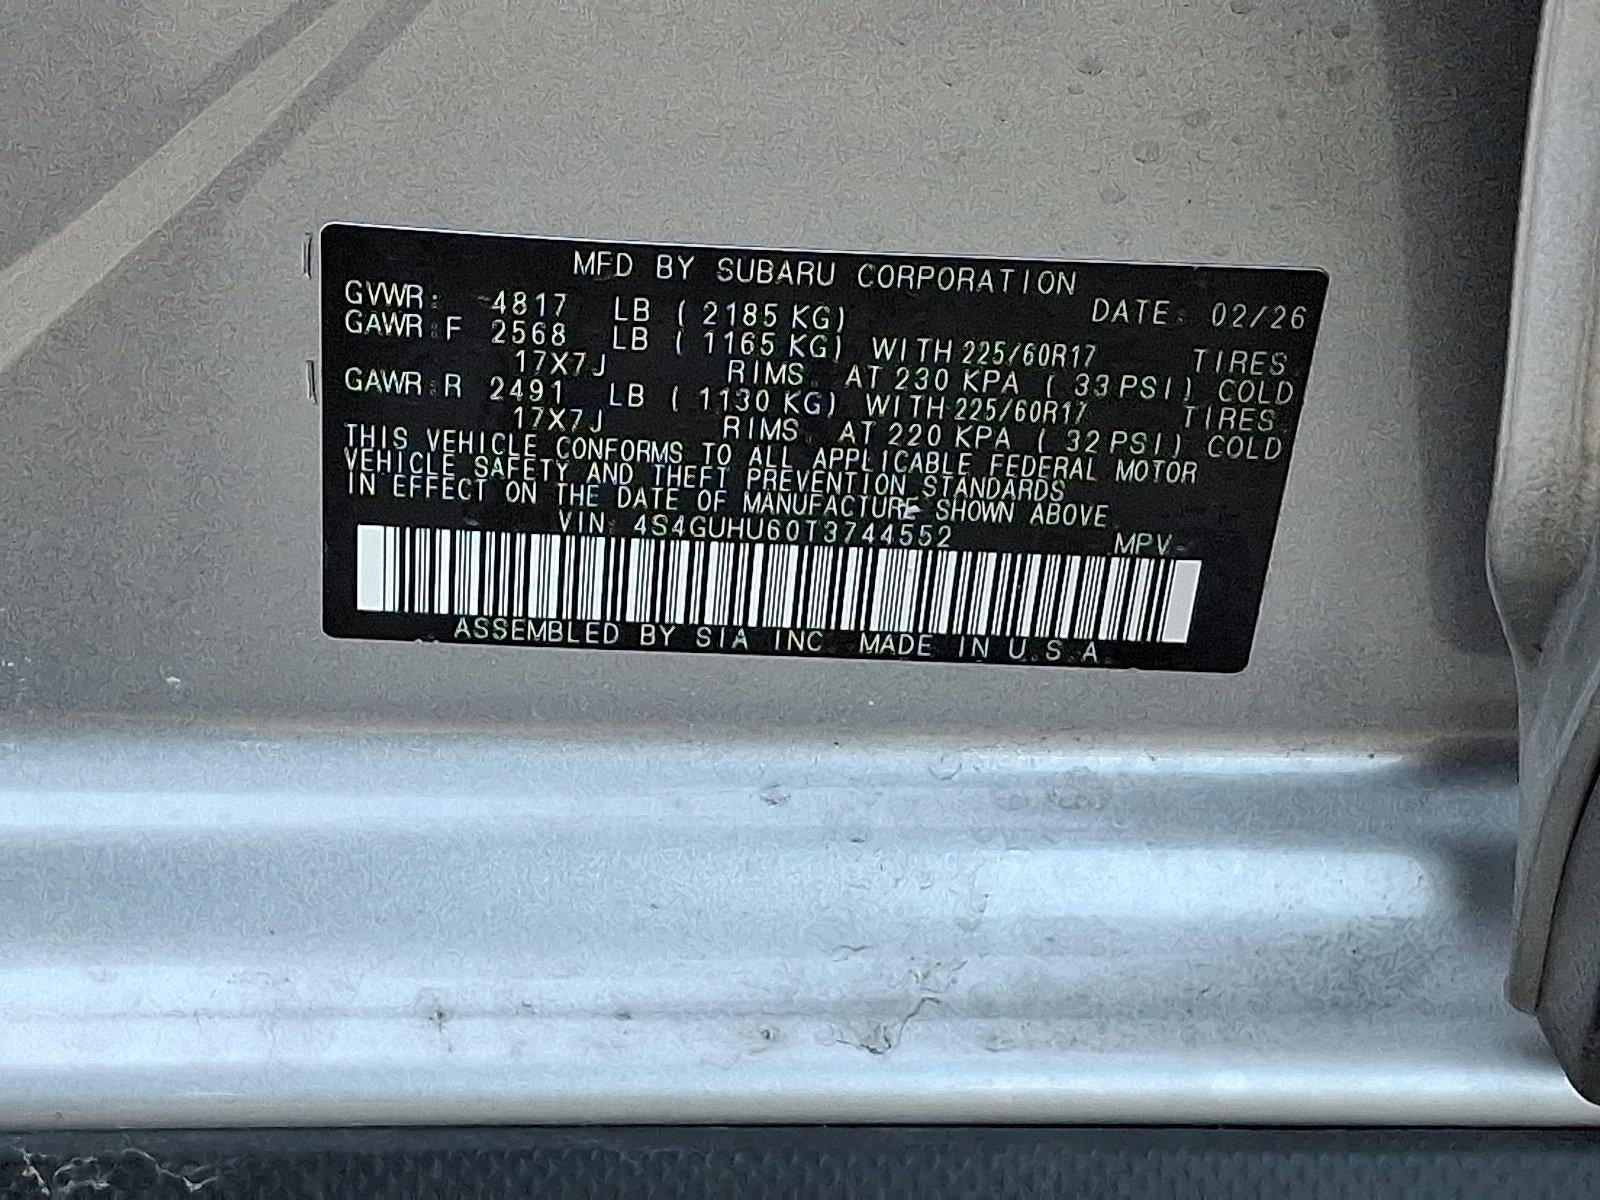 MFD BY SUBARU CORPORATION
GVWR: 4817 LB ( 2185 KG) DATE: 02/26
GAWR:F 2568 LB ( 1165 KG) WITH 225/60R17 TIRES,
17X7J RIMS, AT 230 KPA ( 33 PSI) COLD
GAWR:R 2491 LB ( 1130 KG) WITH 225/60R17 TIRES,
17X7J RIMS, AT 220 KPA ( 32 PSI) COLD
THIS VEHICLE CONFORMS TO ALL APPLICABLE FEDERAL MOTOR
VEHICLE SAFETY AND THEFT PREVENTION STANDARDS
IN EFFECT ON THE DATE OF MANUFACTURE SHOWN ABOVE.
VIN: 4S4GUHU60T3744552 MPV
ASSEMBLED BY SIA INC. MADE IN U.S.A.